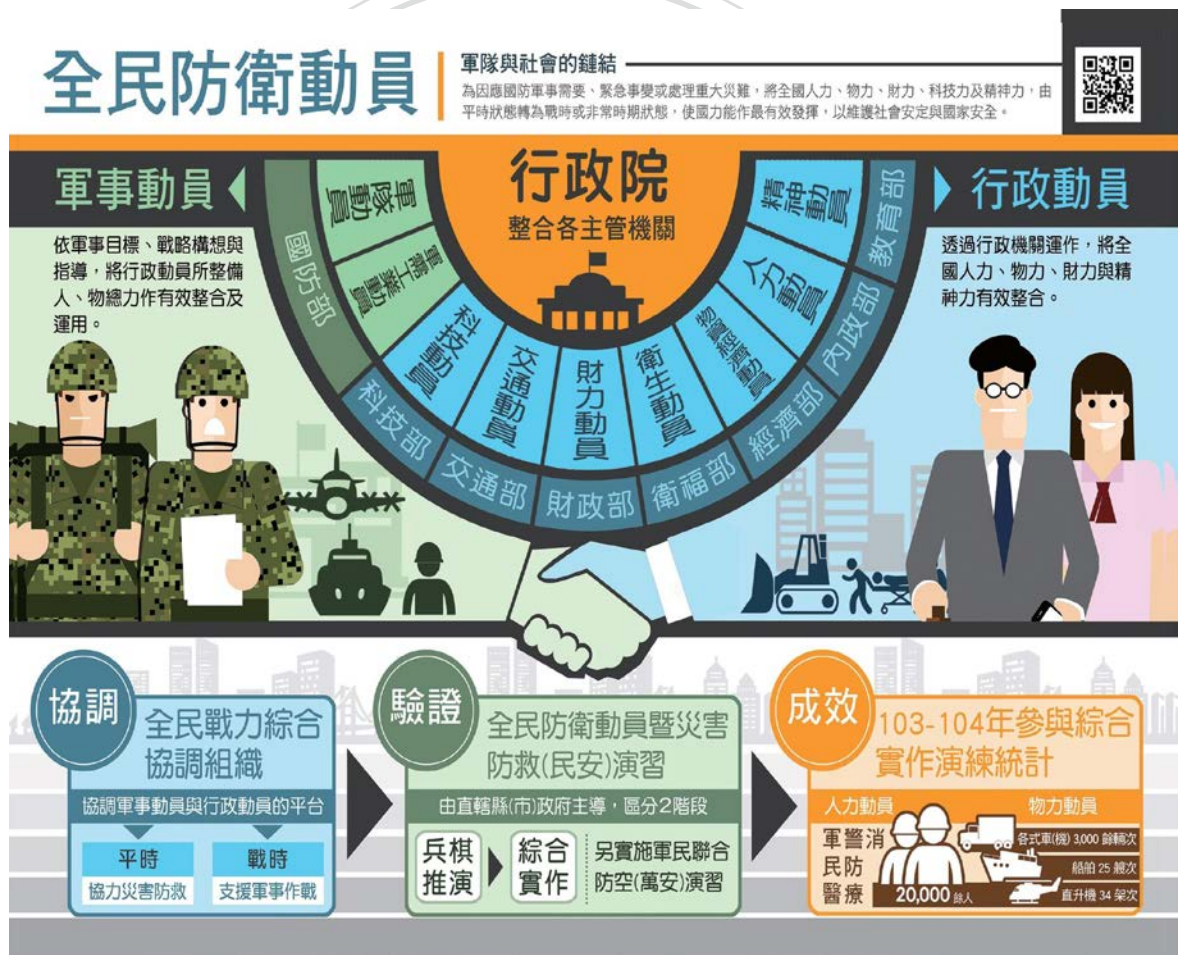 全民防衛動員
軍隊與社會的鏈結
為因應國防軍事需要、緊急事變或處理重大災難,將全國人力、物力、財力、科技力及精神力,由
平時狀態轉為戰時或非常時期狀態,使國力能作最有效發揮,以維護社會安定與國家安全。
軍事動員
依軍事目標、戰略構想與
指導,將行政動員所整備
人、物總力作有效整合及
運用。
行政院
整合各主管機關
行政動員
透過行政機關運作,將全
國人力、物力、財力與精
神力有效整合。
軍隊動員
軍需工業動員
科技動員
交通動員
財力動員
衛生動員
物資經濟動員
人力動員
精神動員
國防部
科技部
交通部
財政部
衛福部
經濟部
內政部
教育部
協調
全民戰力綜合
協調組織
協調軍事動員與行政動員的平台
平時
協力災害防救
戰時
支援軍事作戰
驗證
全民防衛動員暨災害
防救(民安)演習
由直轄縣(市)政府主導,區分2階段
兵棋
推演
綜合
實作
另實施軍民聯合
防空(萬安)演習
成效
103-104年參與綜合
實作演練統計
人力動員
軍警消
民防
醫療
20,000餘人
物力動員
各式車(機) 3,000 餘輛次
船舶 25 艘次
直升機 34 架次